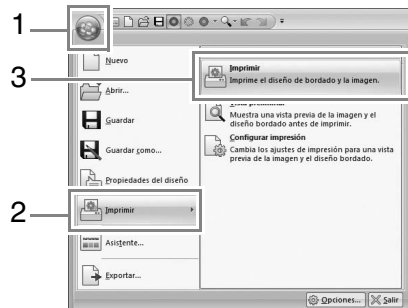 1
3
2
Nuevo
Abrir...
Guardar
Guardar como...
Propiedades del diseño
Imprimir
Asistente...
Exportar...
Imprimir
Imprime el diseño de bordado y la imagen.
Muestra una vista previa de la imagen y el
diseño bordado antes de imprimir.
Configurar impresión
Cambia los ajustes de impresión para una vista
previa de la imagen y el diseño bordado.
Opciones...
Salir